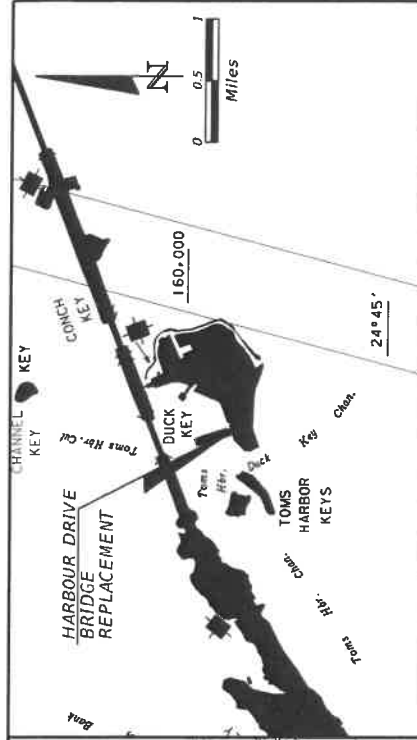 CHANNEL KEY
KEY
Toms Hbr. Cut
CONCH
KEY
N
0 0.5 1
Miles
HARBOUR DRIVE
BRIDGE
REPLACEMENT
DUCK
KEY
160,000
24°45'
Toms
Hbr.
Duck Key Chan.
TOMS
HARBOR
KEYS
Toms Hbr. Chan.
Bank